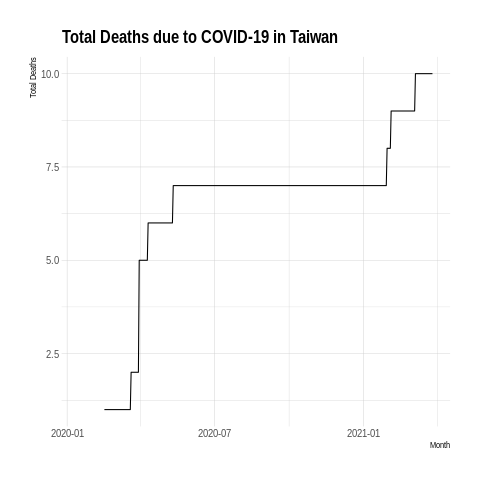 Total Deaths due to COVID-19 in Taiwan
Total Deaths
10.0
7.5
5.0
2.5
2020-01 2020-07 2021-01
Month